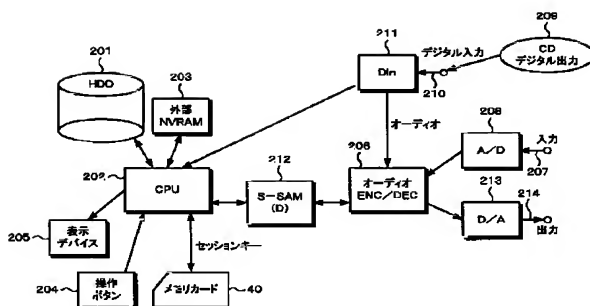 201
HDD
203
外部
NVRAM
211
Din
デジタル入力
210
209
CD
デジタル出力
オーディオ
202
CPU
212
S-SAM
(D)
206
オーディオ
ENC/DEC
208
A/D
入力
207
213
D/A
214
出力
205
表示
デバイス
204
操作
ボタン
セッションキー
メモリカード
40